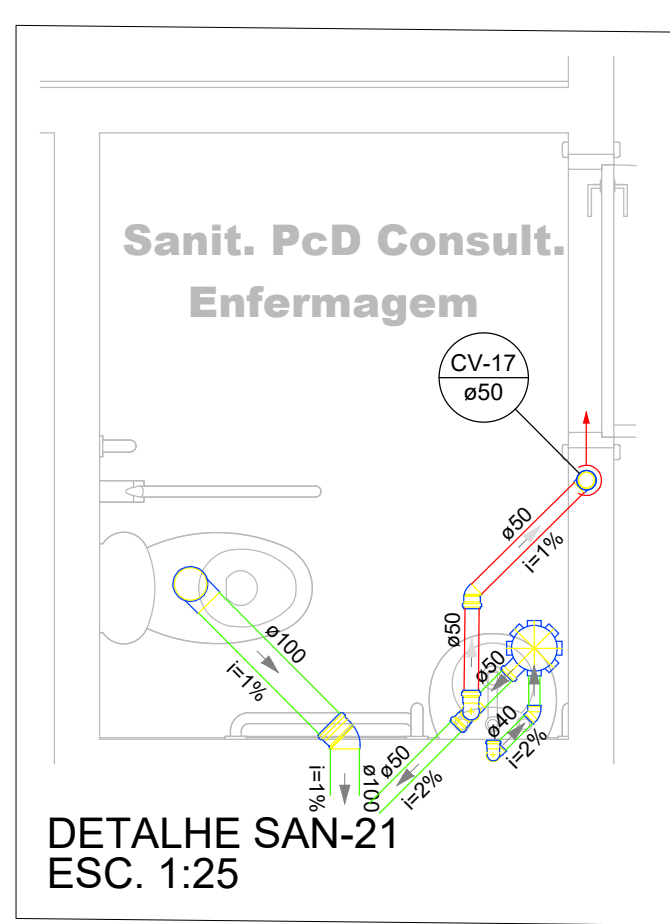 Sanit. PcD Consult.
Enfermagem
CV-17
ø50
ø50
i=1%
ø50
ø50
ø100
i=1%
ø40
i=2%
ø50
i=2%
i=1%
ø100
DETALHE SAN-21
ESC. 1:25